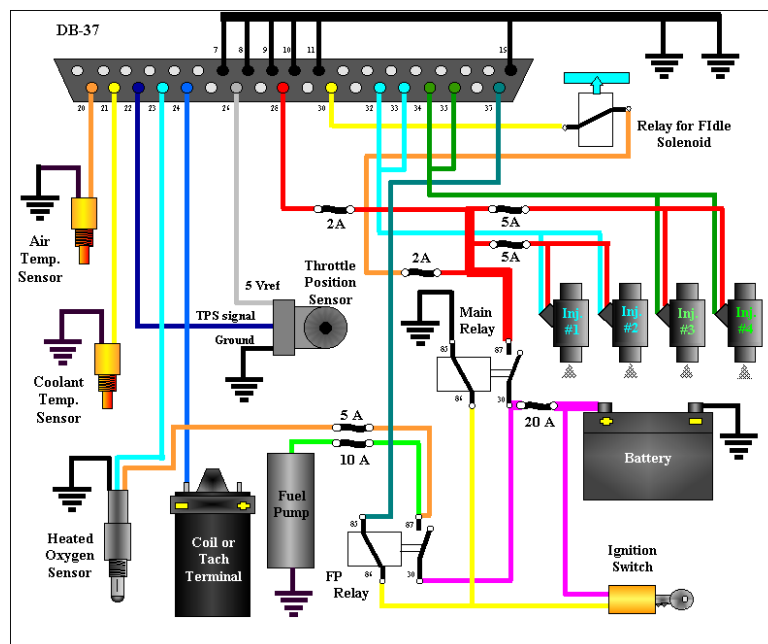 DB-37
7
8
9
10
11
19
20
21
22
23
24
26
28
30
32
33
34
35
37
Relay for FIdle
Solenoid
Air
Temp.
Sensor
2A
5A
5A
2A
5 Vref
Throttle
Position
Sensor
TPS signal
Ground
Coolant
Temp.
Sensor
Main
Relay
85
87
86
30
Inj.
#1
Inj.
#2
Inj.
#3
Inj.
#4
20 A
Battery
5 A
10 A
Heated
Oxygen
Sensor
Coil or
Tach
Terminal
Fuel
Pump
85
87
86
30
FP
Relay
Ignition
Switch